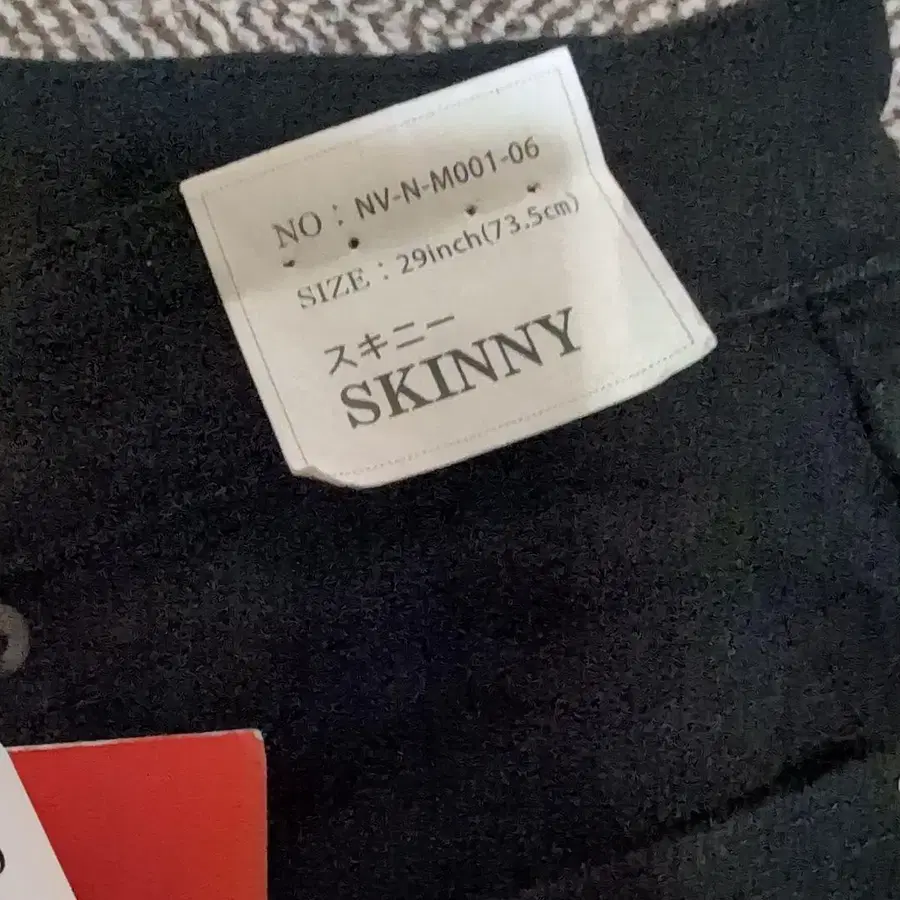 NO : NV-N-M001-06
SIZE : 29inch(73.5cm)
スキニー
SKINNY